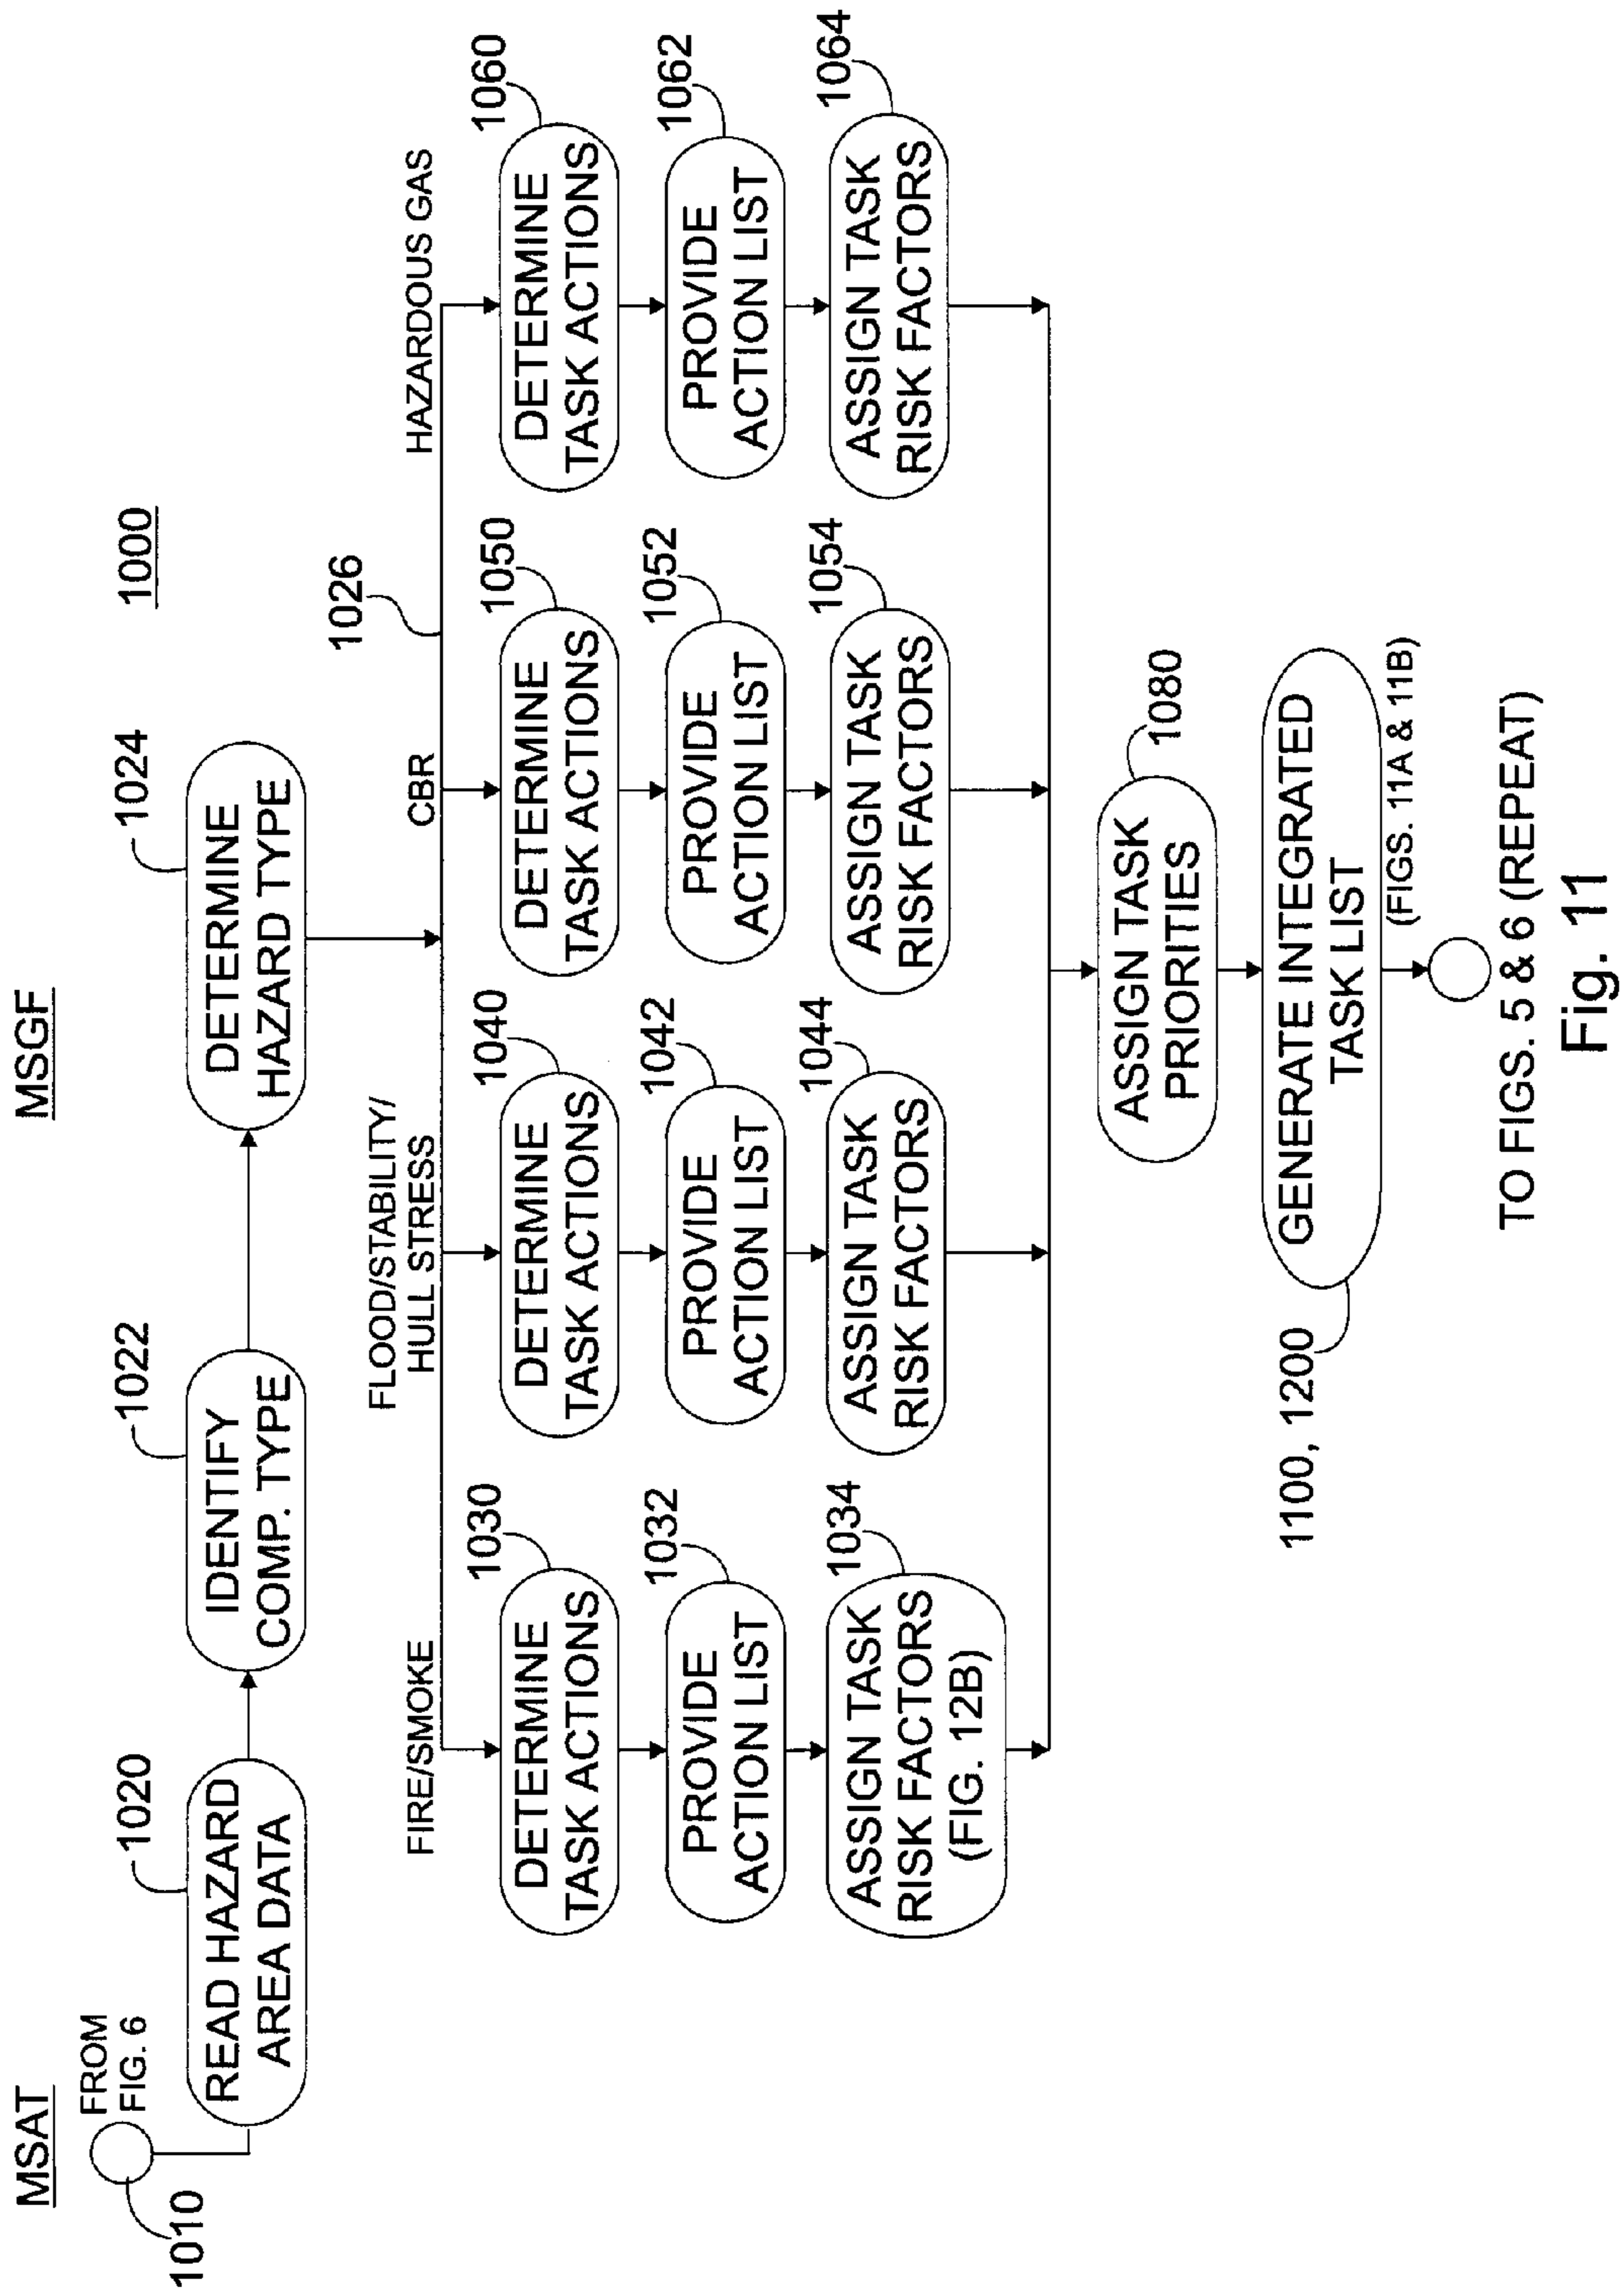 MSAT
MSGF
1000
FROM
FIG. 6
1010
1020
READ HAZARD
AREA DATA
1022
IDENTIFY
COMP. TYPE
1024
DETERMINE
HAZARD TYPE
1026
FIRE/SMOKE
FLOOD/STABILITY/
HULL STRESS
CBR
HAZARDOUS GAS
1030
DETERMINE
TASK ACTIONS
1040
DETERMINE
TASK ACTIONS
1050
DETERMINE
TASK ACTIONS
1060
DETERMINE
TASK ACTIONS
1032
PROVIDE
ACTION LIST
1042
PROVIDE
ACTION LIST
1052
PROVIDE
ACTION LIST
1062
PROVIDE
ACTION LIST
1034
ASSIGN TASK
RISK FACTORS
(FIG. 12B)
1044
ASSIGN TASK
RISK FACTORS
1054
ASSIGN TASK
RISK FACTORS
1064
ASSIGN TASK
RISK FACTORS
1080
ASSIGN TASK
PRIORITIES
1100, 1200
GENERATE INTEGRATED
TASK LIST
(FIGS. 11A & 11B)
TO FIGS. 5 & 6 (REPEAT)
Fig. 11